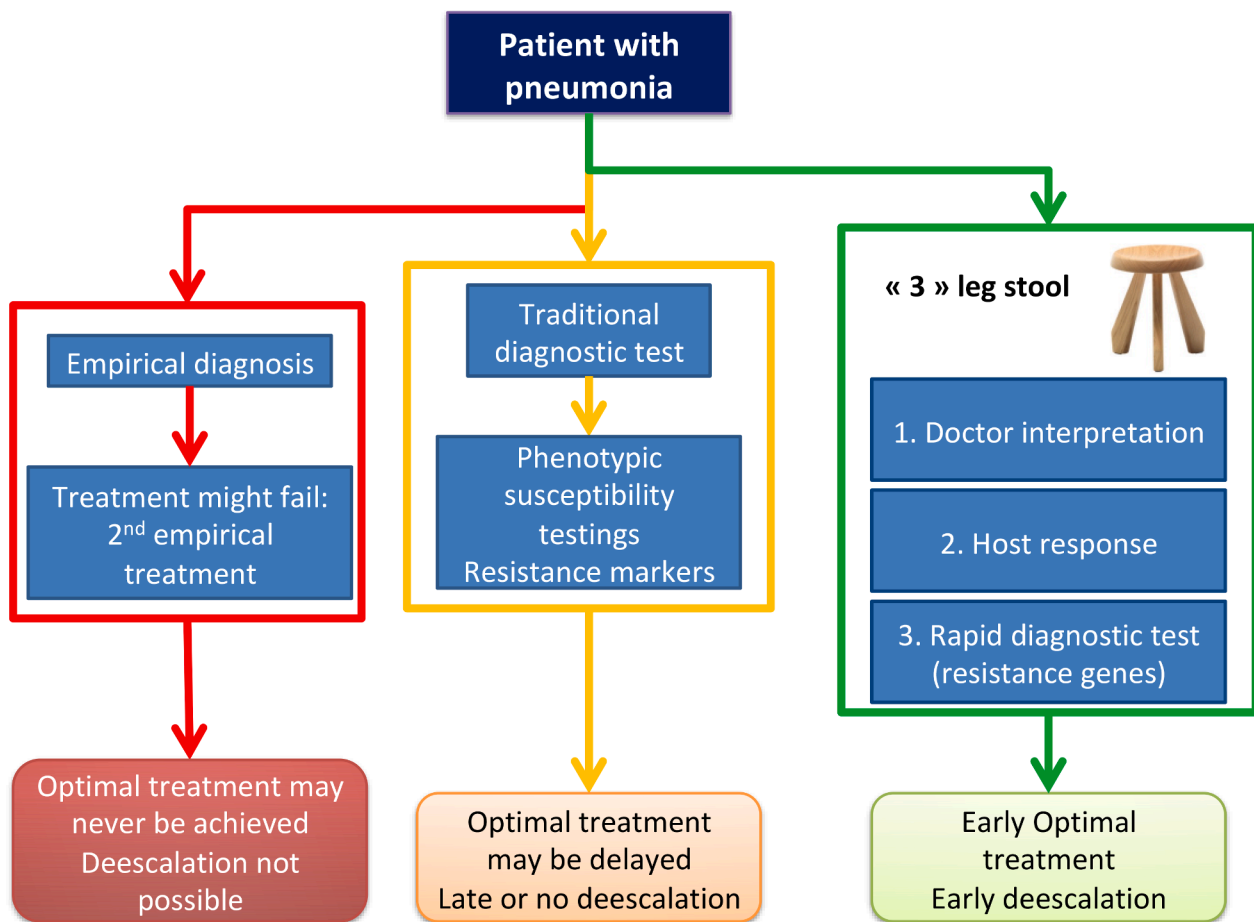 Patient with
pneumonia
Empirical diagnosis
Treatment might fail:
2nd empirical
treatment
Optimal treatment may
never be achieved
Deescalation not
possible
Traditional
diagnostic test
Phenotypic
susceptibility
testings
Resistance markers
Optimal treatment
may be delayed
Late or no deescalation
« 3 » leg stool
1. Doctor interpretation
2. Host response
3. Rapid diagnostic test
(resistance genes)
Early Optimal
treatment
Early deescalation